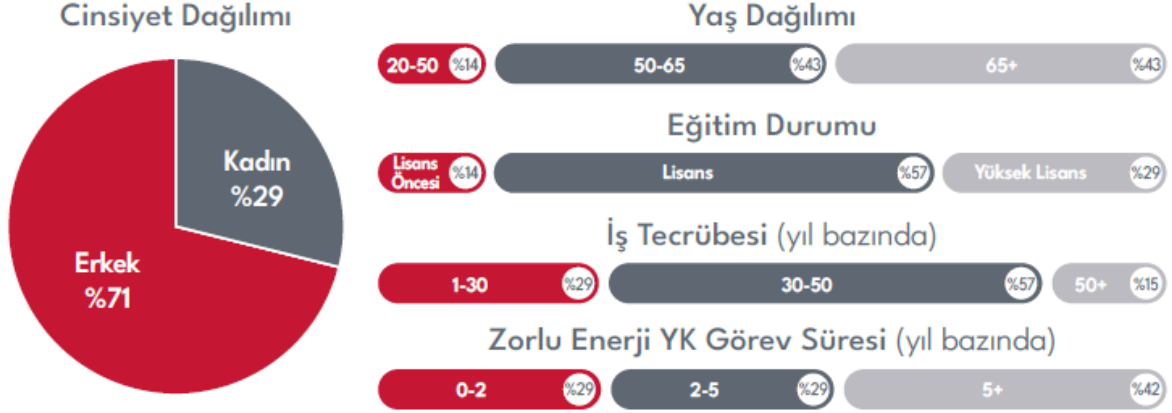 Cinsiyet Dağılımı
Kadın
%29
Erkek
%71
Yaş Dağılımı
20-50 %14 50-65 %43 65+ %43
Eğitim Durumu
Lisans
Öncesi %14 Lisans %57 Yüksek Lisans %29
İş Tecrübesi (yıl bazında)
1-30 %29 30-50 %57 50+ %15
Zorlu Enerji YK Görev Süresi (yıl bazında)
0-2 %29 2-5 %29 5+ %42